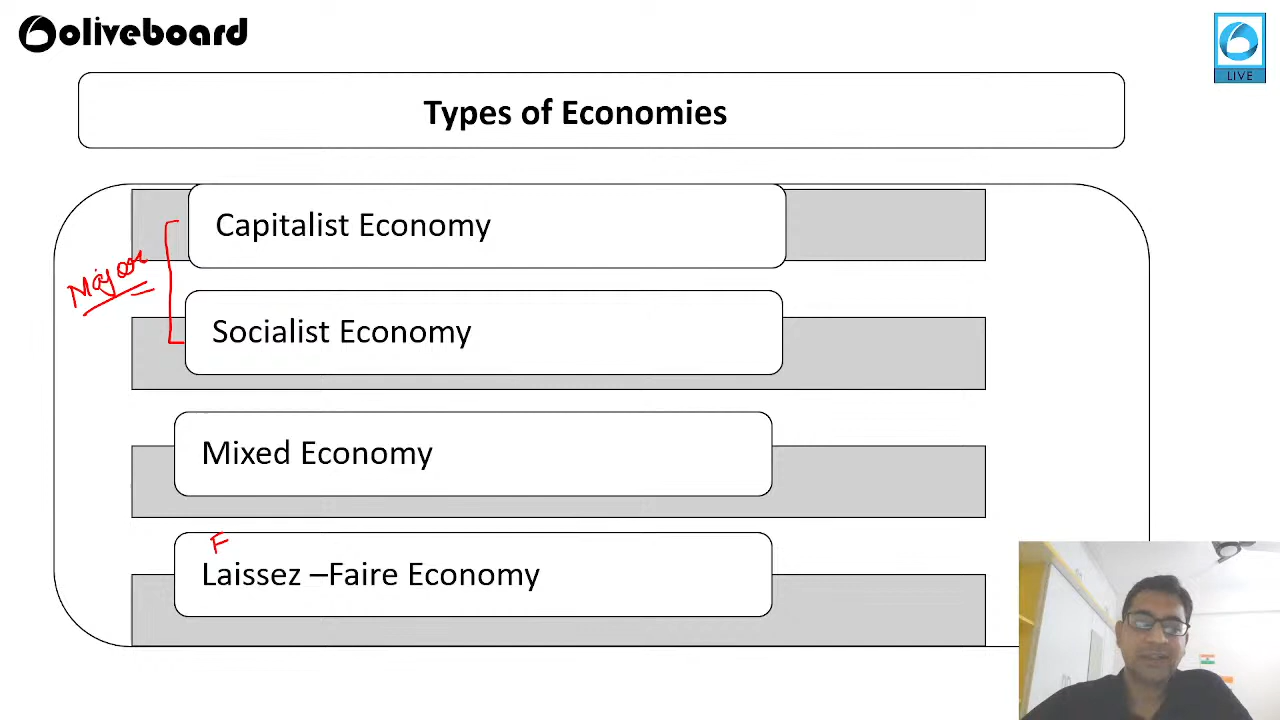 oliveboard
LIVE
Types of Economies
Capitalist Economy
Major
Socialist Economy
Mixed Economy
F
Laissez –Faire Economy